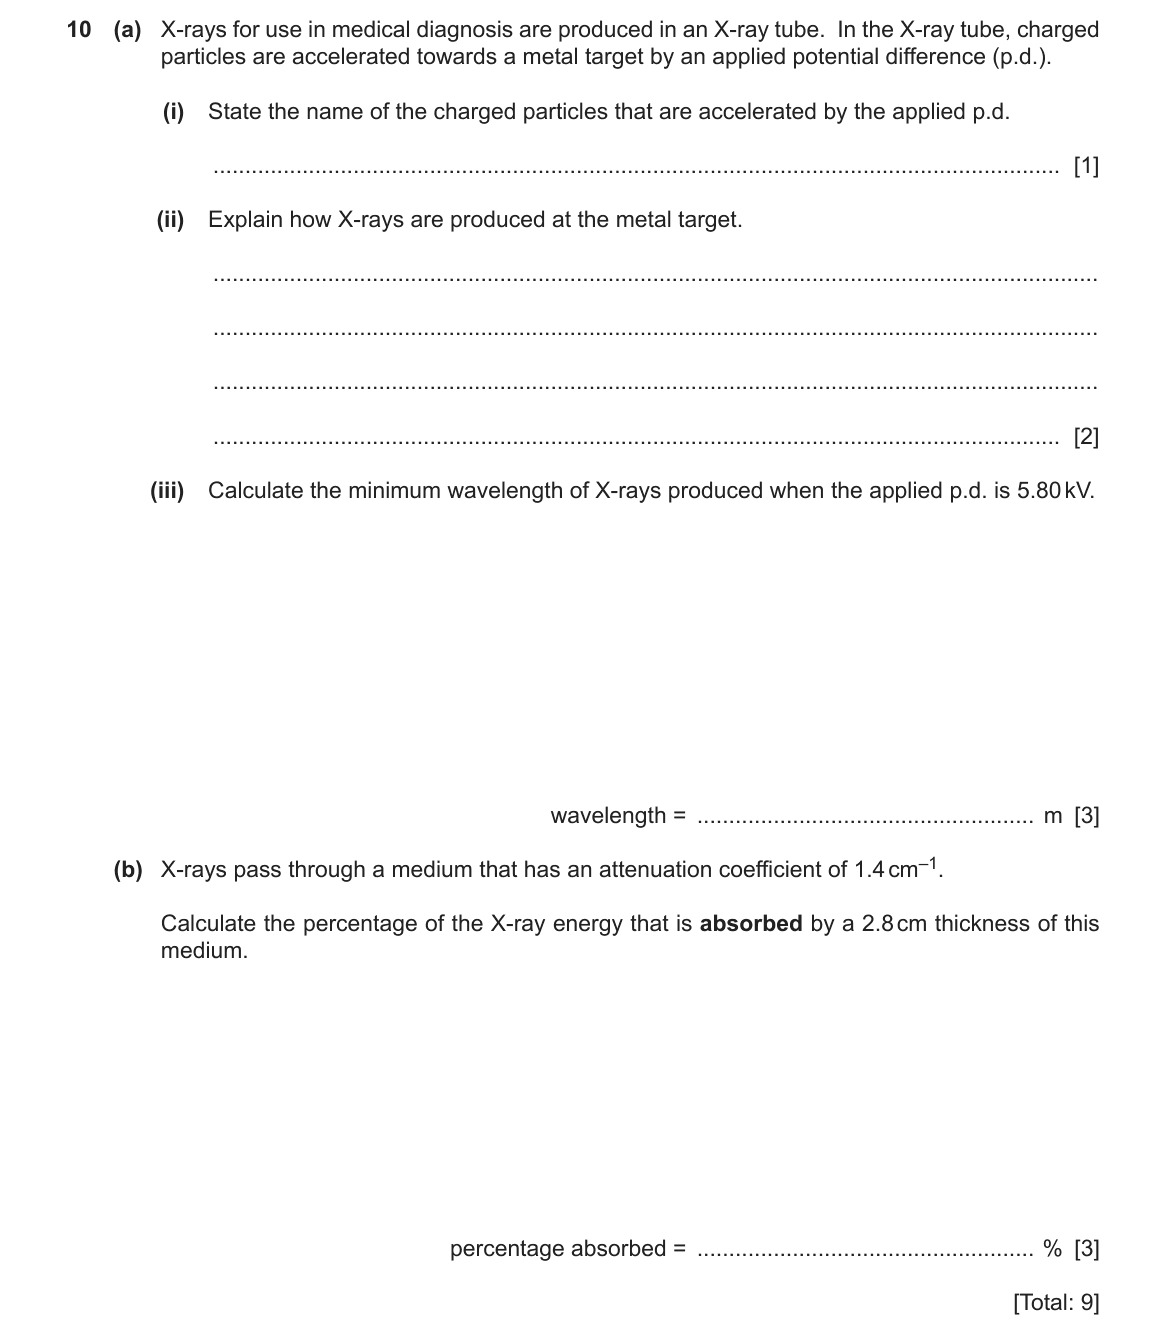 10 (a) X-rays for use in medical diagnosis are produced in an X-ray tube. In the X-ray tube, charged
particles are accelerated towards a metal target by an applied potential difference (p.d.).
(i) State the name of the charged particles that are accelerated by the applied p.d.
.................................................................................................................................... [1]
(ii) Explain how X-rays are produced at the metal target.
..........................................................................................................................................
..........................................................................................................................................
..........................................................................................................................................
.................................................................................................................................... [2]
(iii) Calculate the minimum wavelength of X-rays produced when the applied p.d. is 5.80 kV.
wavelength = ..................................................... m [3]
(b) X-rays pass through a medium that has an attenuation coefficient of 1.4 cm⁻¹.
Calculate the percentage of the X-ray energy that is absorbed by a 2.8 cm thickness of this
medium.
percentage absorbed = ..................................................... % [3]
[Total: 9]